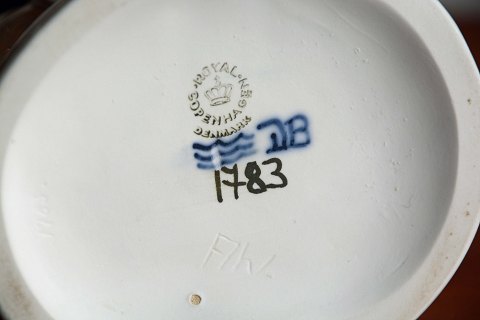 ROYAL COPENHAGEN
DENMARK
DB
1783